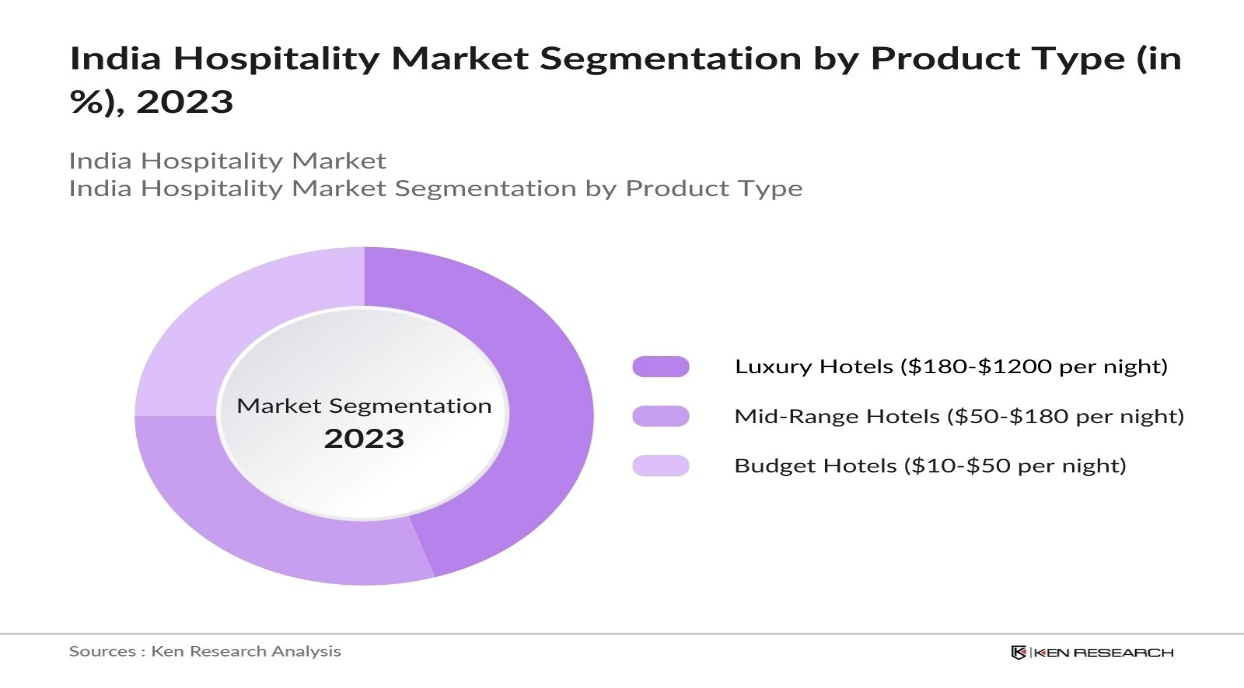 India Hospitality Market Segmentation by Product Type (in
%), 2023
India Hospitality Market
India Hospitality Market Segmentation by Product Type
Market Segmentation
2023
Luxury Hotels ($180-$1200 per night)
Mid-Range Hotels ($50-$180 per night)
Budget Hotels ($10-$50 per night)
Sources : Ken Research Analysis
KEN RESEARCH